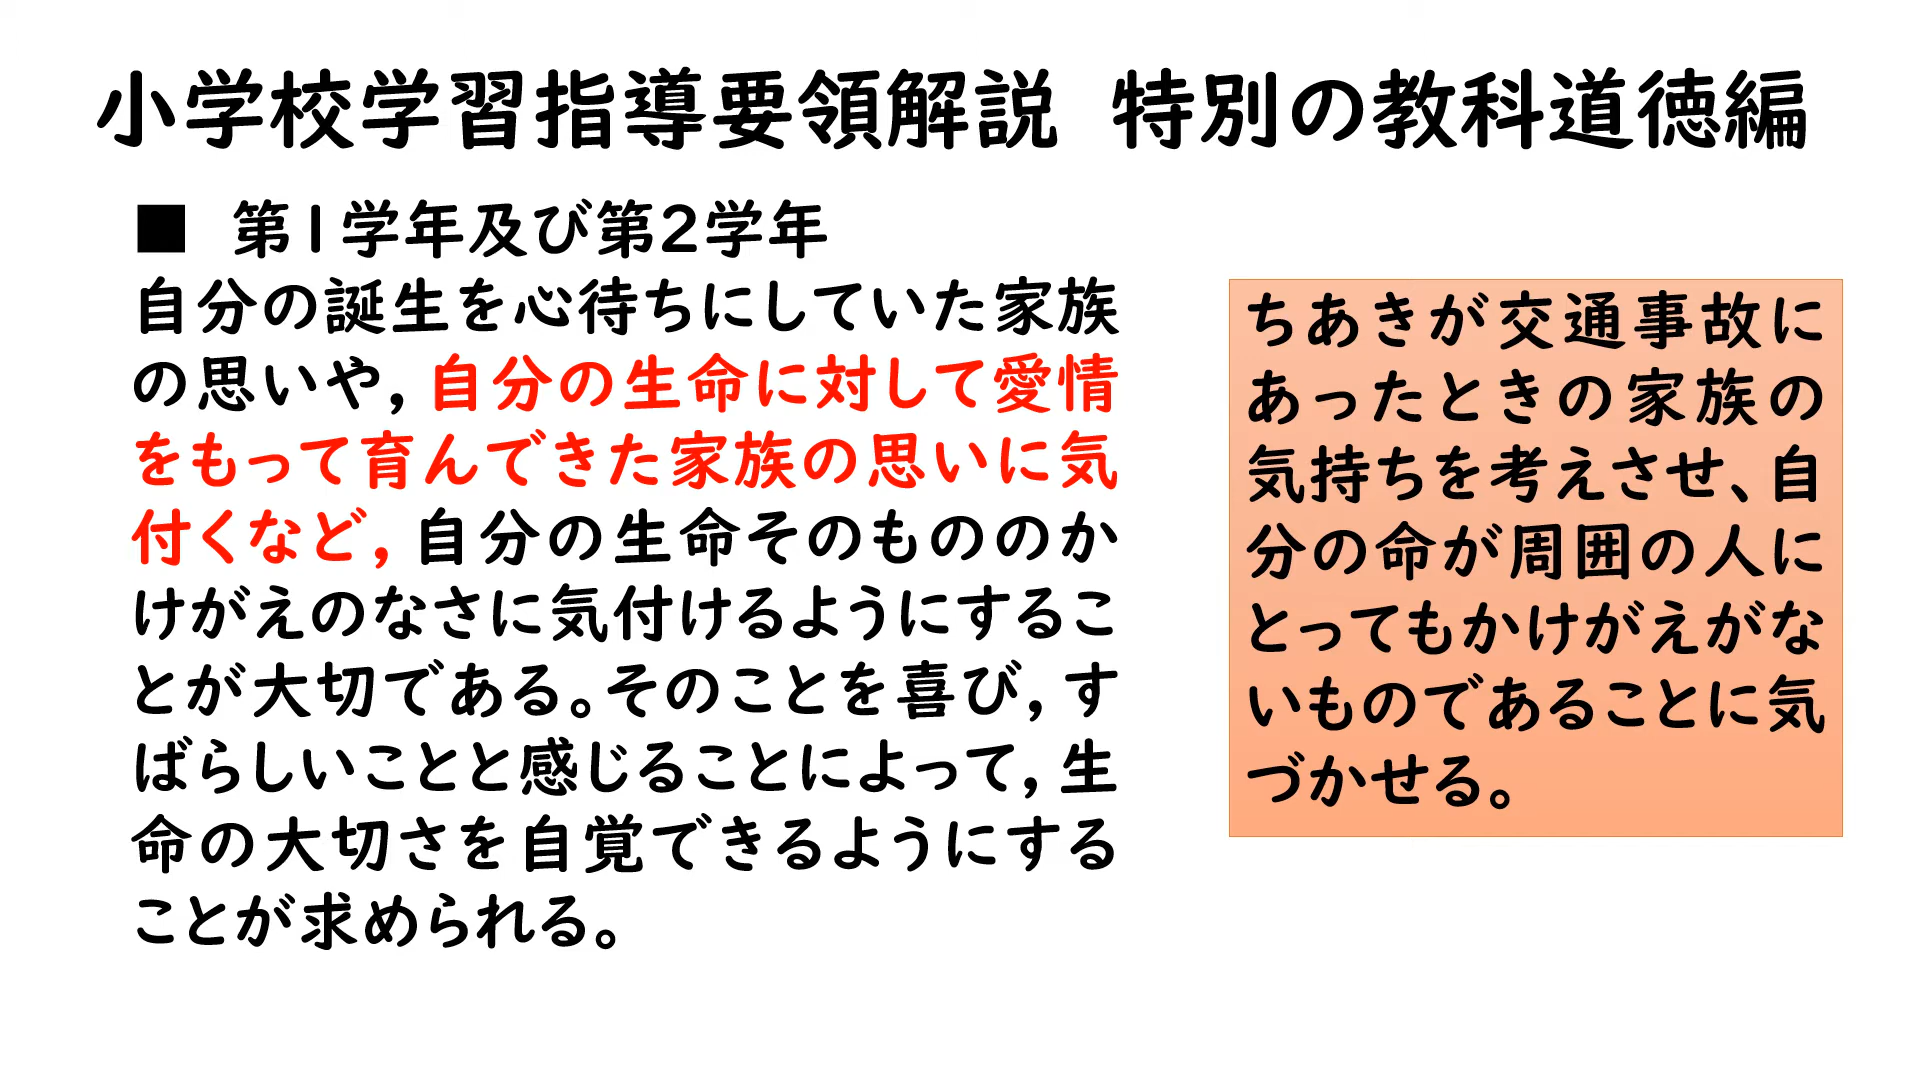 小学校学習指導要領解説 特別の教科道徳編
■ 第1学年及び第2学年
自分の誕生を心待ちにしていた家族
の思いや，自分の生命に対して愛情
をもって育んできた家族の思いに気
付くなど，自分の生命そのもののか
けがえのなさに気付けるようにするこ
とが大切である。そのことを喜び，す
ばらしいことと感じることによって，生
命の大切さを自覚できるようにする
ことが求められる。
ちあきが交通事故に
あったときの家族の
気持ちを考えさせ、自
分の命が周囲の人に
とってもかけがえがな
いものであることに気
づかせる。